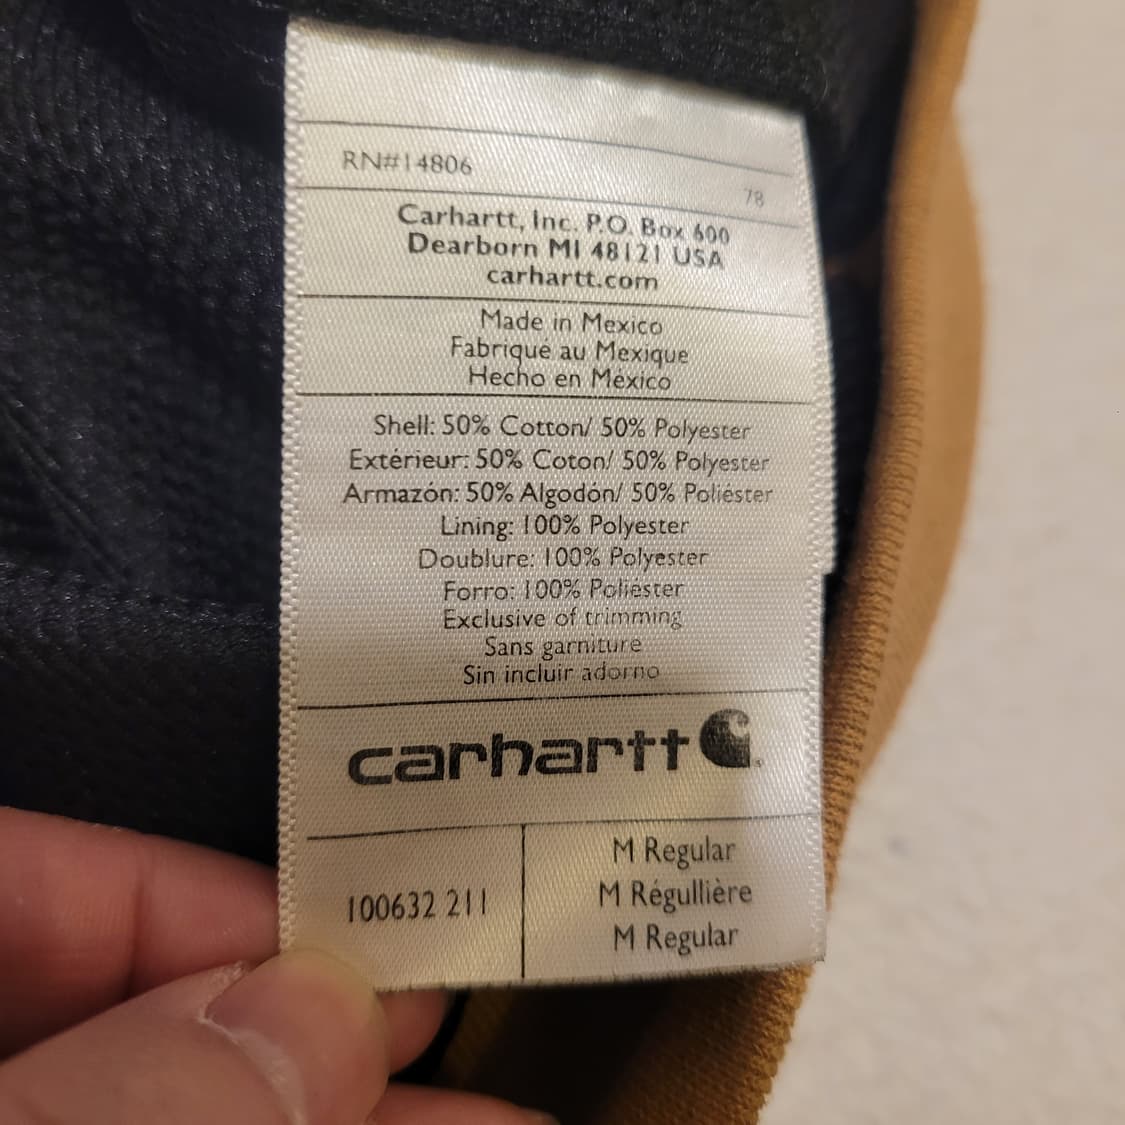 RN#14806
78
Carhartt, Inc. P.O. Box 600
Dearborn MI 48121 USA
carhartt.com
Made in Mexico
Fabriqué au Mexique
Hecho en México
Shell: 50% Cotton/ 50% Polyester
Extérieur: 50% Coton/ 50% Polyester
Armazón: 50% Algodón/ 50% Poliéster
Lining: 100% Polyester
Doublure: 100% Polyester
Forro: 100% Poliéster
Exclusive of trimming
Sans garniture
Sin incluir adorno
carhartt
100632 211
M Regular
M Régullière
M Regular